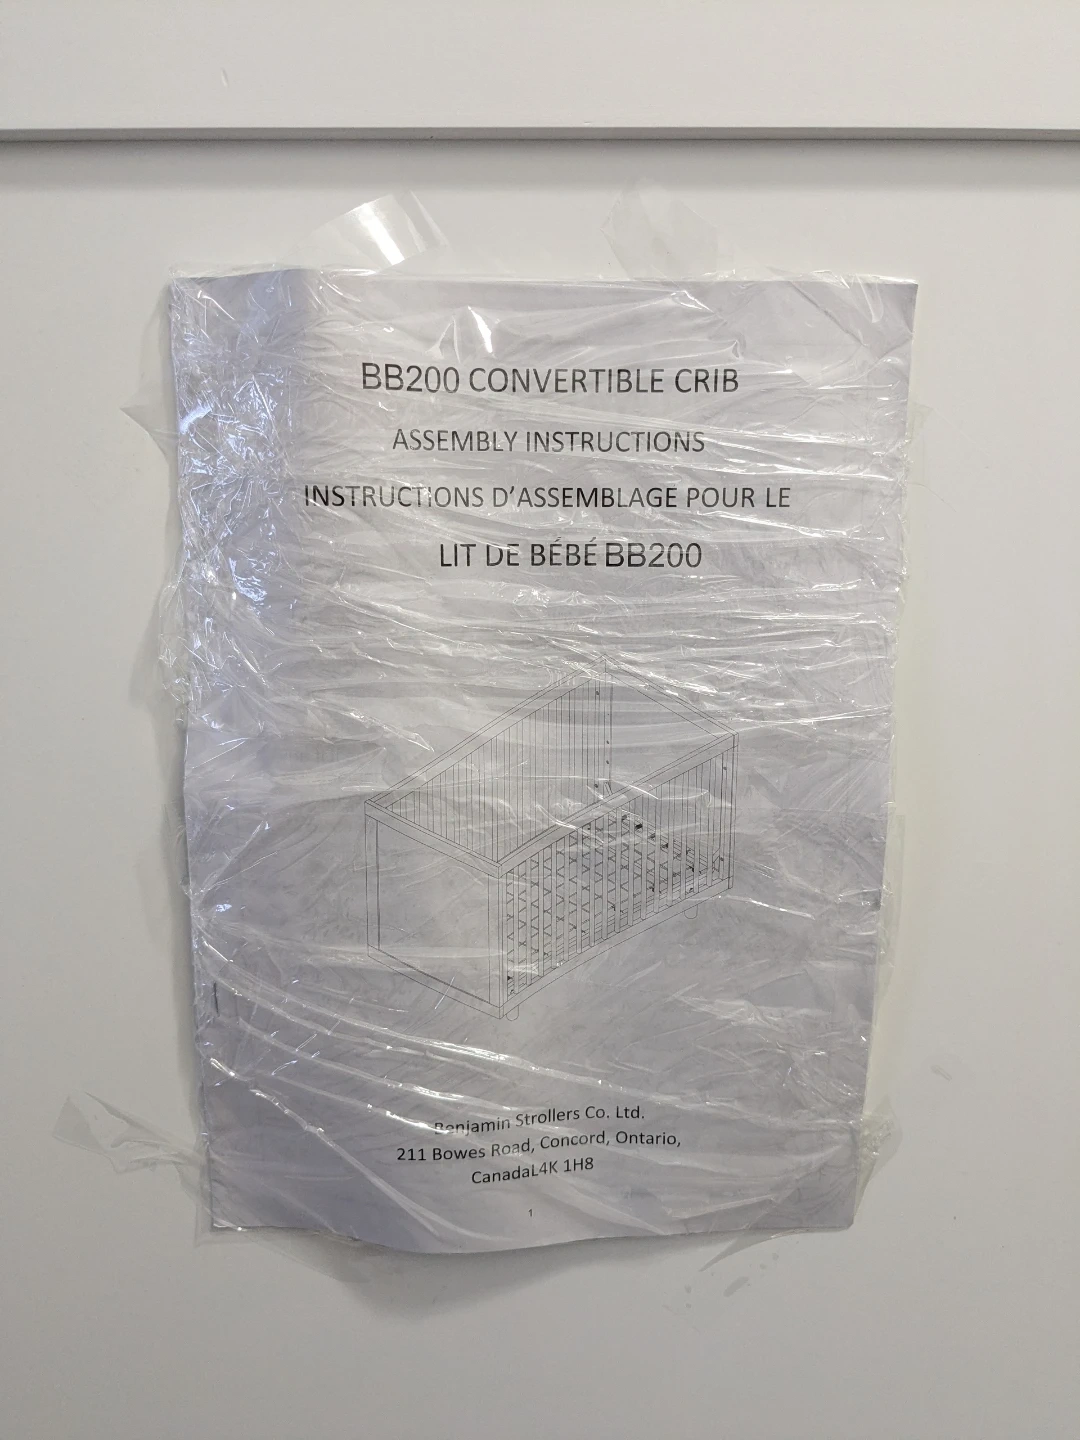 BB200 CONVERTIBLE CRIB
ASSEMBLY INSTRUCTIONS
INSTRUCTIONS D'ASSEMBLAGE POUR LE
LIT DE BÉBÉ BB200
Benjamin Strollers Co. Ltd.
211 Bowes Road, Concord, Ontario,
CanadaL4K 1H8
1